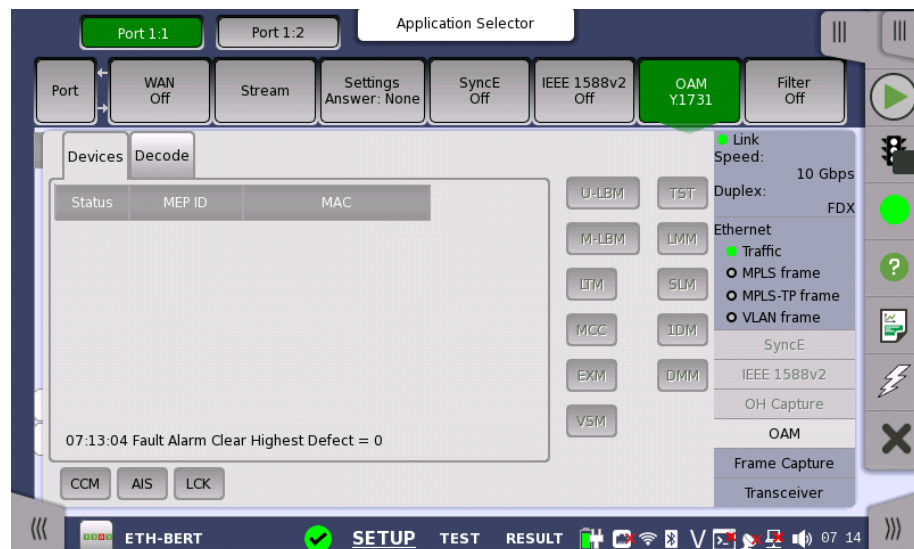 Application Selector
Port 1:1
Port 1:2
Port
WAN
Off
Stream
Settings
Answer: None
SyncE
Off
IEEE 1588v2
Off
OAM
Y.1731
Filter
Off
Devices
Decode
Status MEP ID MAC
U-LBM
TST
M-LBM
LMM
LTM
SLM
MCC
1DM
EXM
DMM
VSM
07:13:04 Fault Alarm Clear Highest Defect = 0
CCM
AIS
LCK
Link
Speed:
10 Gbps
Duplex:
FDX
Ethernet
Traffic
MPLS frame
MPLS-TP frame
VLAN frame
SyncE
IEEE 1588v2
OH Capture
OAM
Frame Capture
Transceiver
ETH-BERT
SETUP
TEST
RESULT
V
07 14